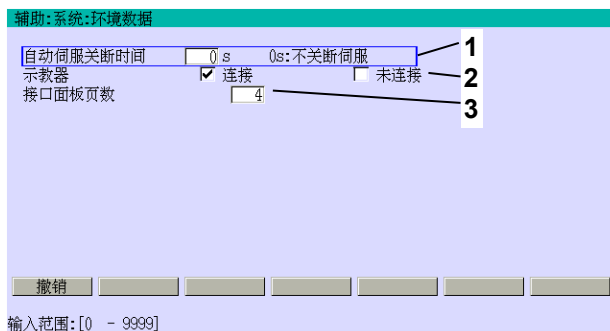 辅助:系统:环境数据
自动伺服关断时间 0 s 0s:不关断伺服 1
示教器 连接 未连接 2
接口面板页数 4 3
撤销
输入范围:[0 - 9999]